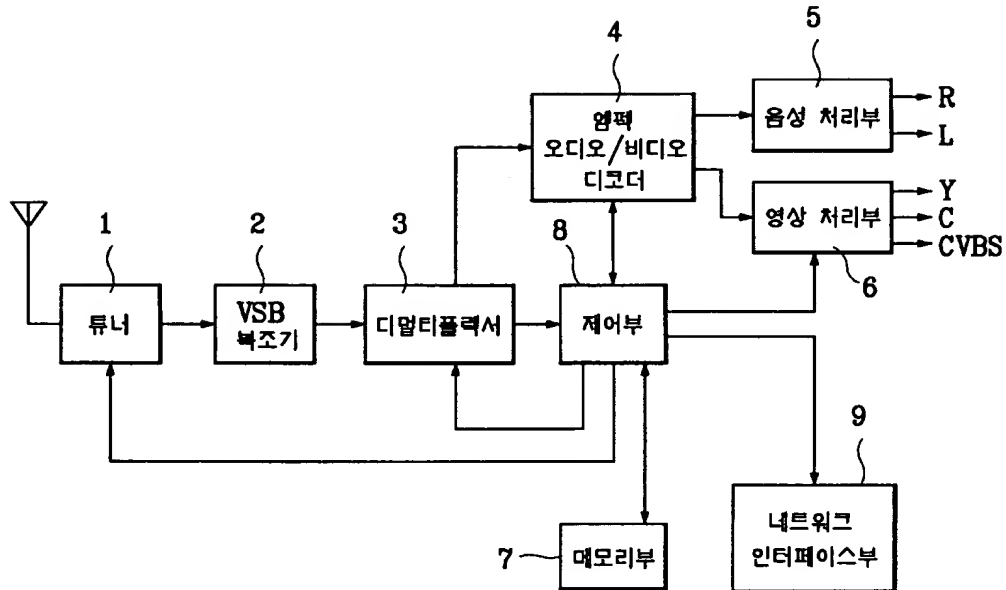 4
엠펙
오디오/비디오
디코더
5
음성 처리부
R
L
영상 처리부
6
Y
C
CVBS
1
튜너
2
VSB
복조기
3
디멀티플렉서
8
제어부
7
메모리부
9
네트워크
인터페이스부